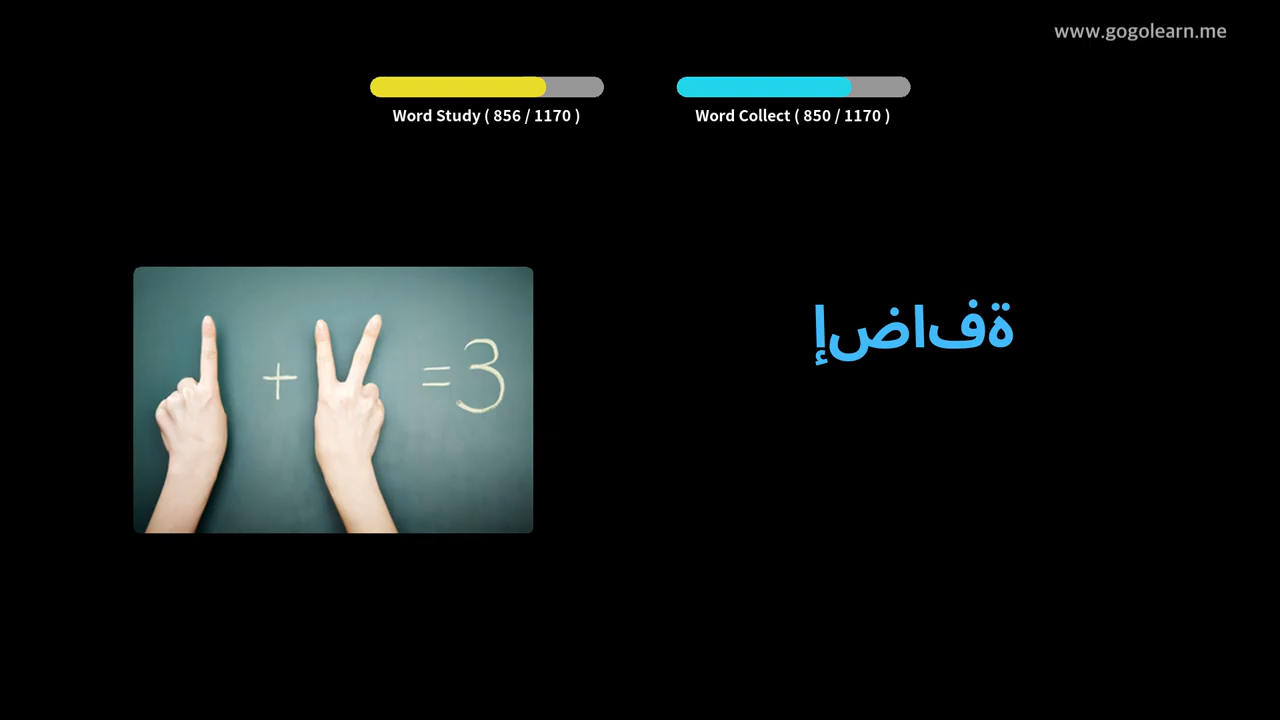 www.gogolearn.me
Word Study ( 856 / 1170 )
Word Collect ( 850 / 1170 )
ةفاضإ
+ =3